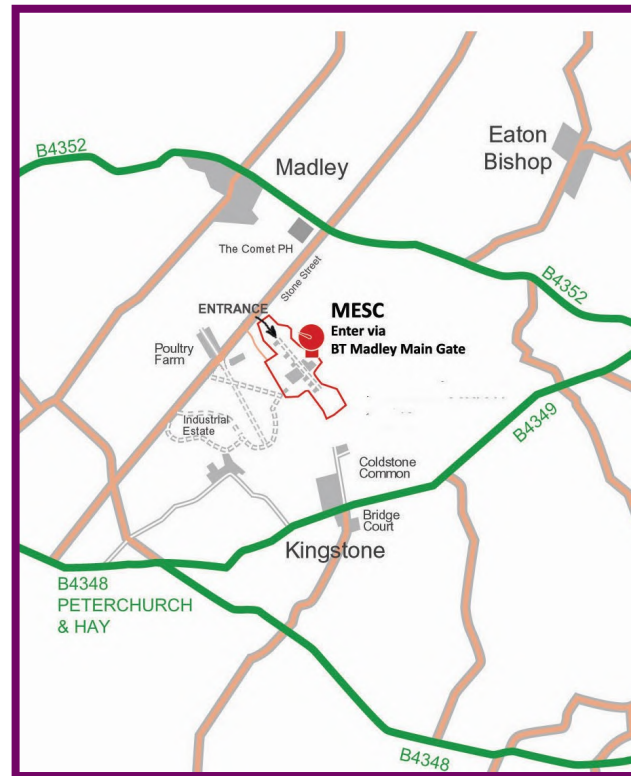 B4352
Madley
Eaton
Bishop
The Comet PH
Stone Street
B4352
ENTRANCE
MESC
Enter via
BT Madley Main Gate
Poultry
Farm
Industrial
Estate
B4349
Coldstone
Common
Bridge
Court
Kingstone
B4348
PETERCHURCH
& HAY
B4348